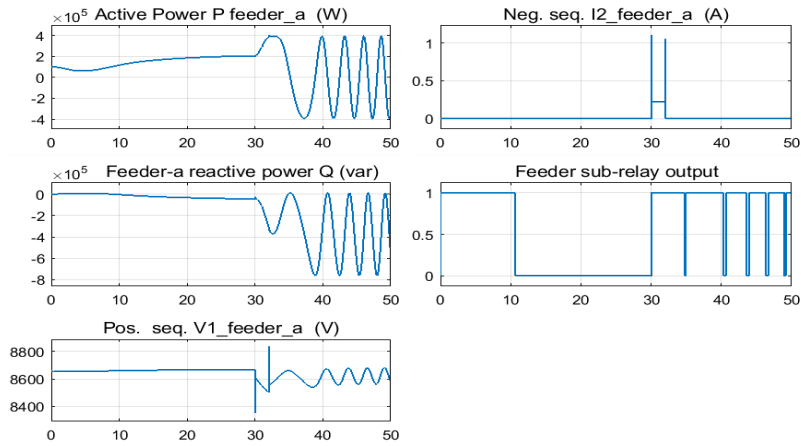 ×10⁵ Active Power P feeder_a (W)
4
2
0
-2
-4
0 10 20 30 40 50
Neg. seq. I2_feeder_a (A)
1
0.5
0
0 10 20 30 40 50
×10⁵ Feeder-a reactive power Q (var)
0
-2
-4
-6
-8
0 10 20 30 40 50
Feeder sub-relay output
1
0.5
0
0 10 20 30 40 50
Pos. seq. V1_feeder_a (V)
8800
8600
8400
0 10 20 30 40 50